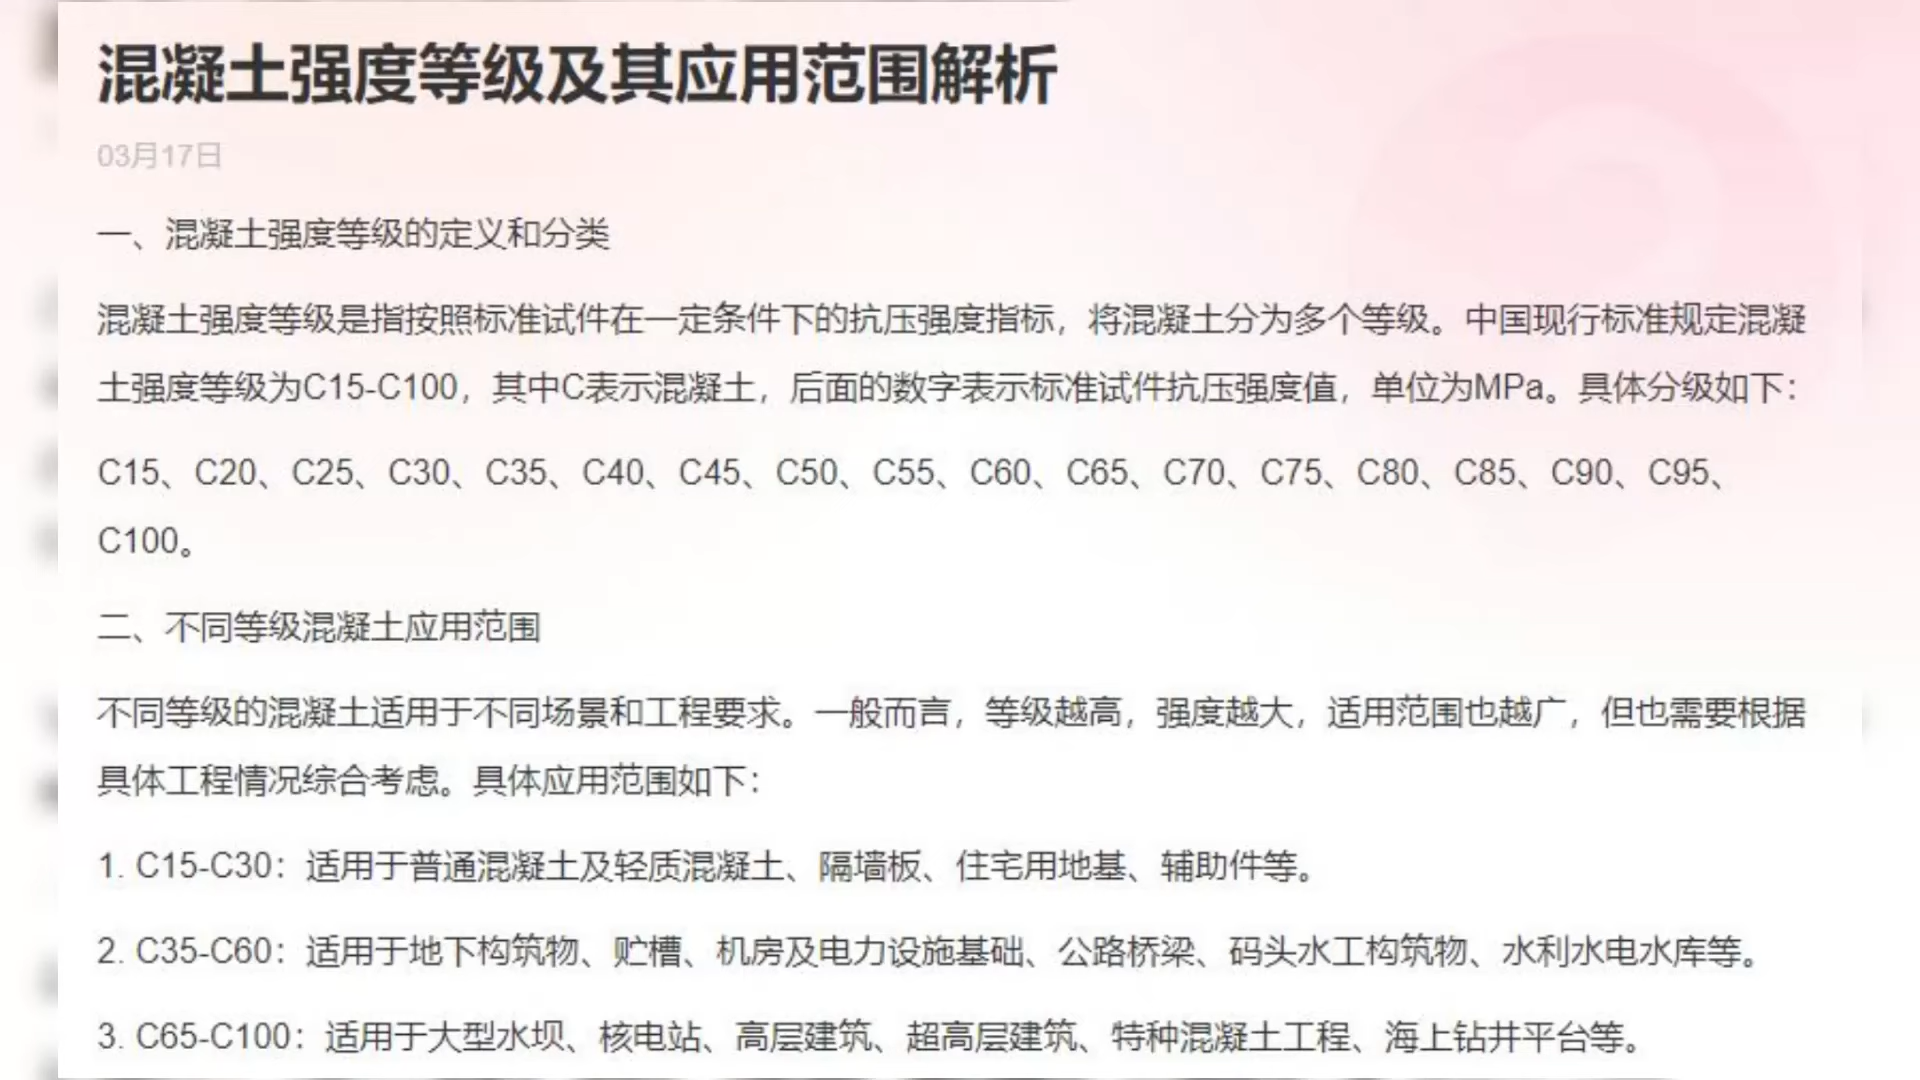 混凝土强度等级及其应用范围解析
03月17日
一、混凝土强度等级的定义和分类
混凝土强度等级是指按照标准试件在一定条件下的抗压强度指标，将混凝土分为多个等级。中国现行标准规定混凝
土强度等级为C15-C100，其中C表示混凝土，后面的数字表示标准试件抗压强度值，单位为MPa。具体分级如下：
C15、C20、C25、C30、C35、C40、C45、C50、C55、C60、C65、C70、C75、C80、C85、C90、C95、
C100。
二、不同等级混凝土应用范围
不同等级的混凝土适用于不同场景和工程要求。一般而言，等级越高，强度越大，适用范围也越广，但也需要根据
具体工程情况综合考虑。具体应用范围如下：
1. C15-C30：适用于普通混凝土及轻质混凝土、隔墙板、住宅用地基、辅助件等。
2. C35-C60：适用于地下构筑物、贮槽、机房及电力设施基础、公路桥梁、码头水工构筑物、水利水电水库等。
3. C65-C100：适用于大型水坝、核电站、高层建筑、超高层建筑、特种混凝土工程、海上钻井平台等。